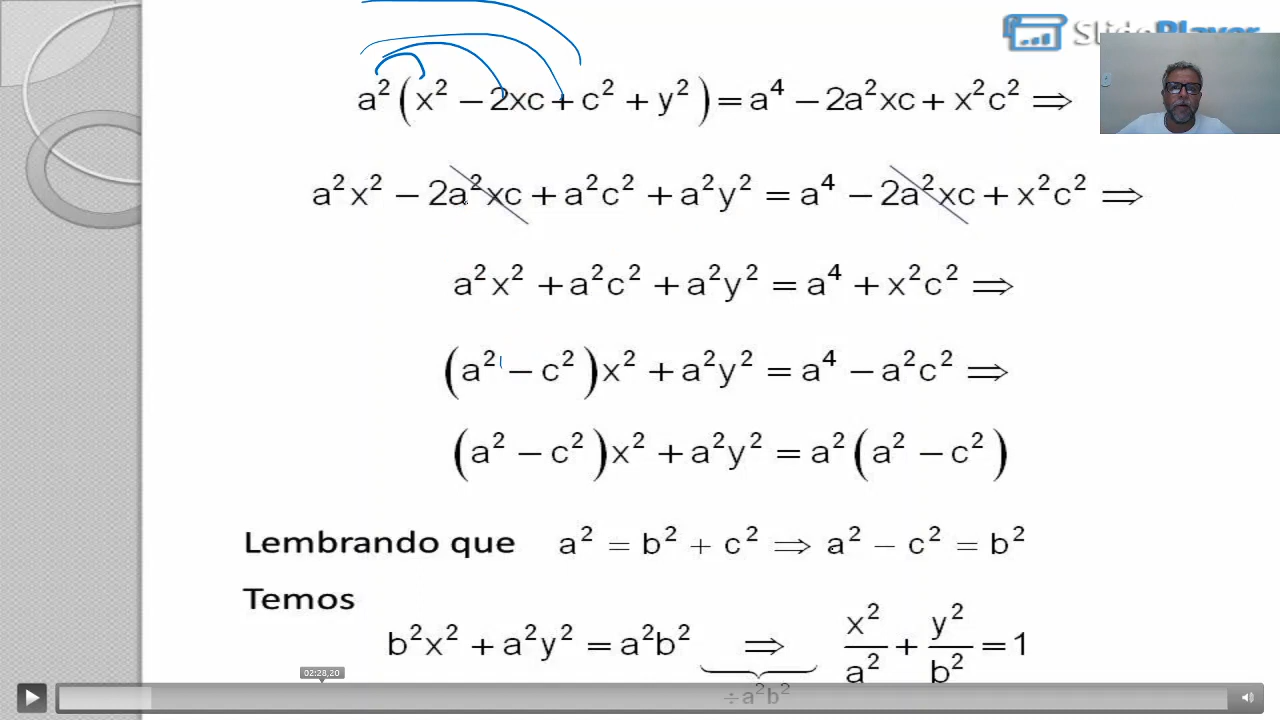 SlidePlayer
a²(x² − 2xc + c² + y²) = a⁴ − 2a²xc + x²c² ⇒
a²x² − 2a²xc + a²c² + a²y² = a⁴ − 2a²xc + x²c² ⇒
a²x² + a²c² + a²y² = a⁴ + x²c² ⇒
(a² − c²)x² + a²y² = a⁴ − a²c² ⇒
(a² − c²)x² + a²y² = a²(a² − c²)
Lembrando que a² = b² + c² ⇒ a² − c² = b²
Temos
b²x² + a²y² = a²b² ⇒ x²/a² + y²/b² = 1
÷a²b²
02:28,20